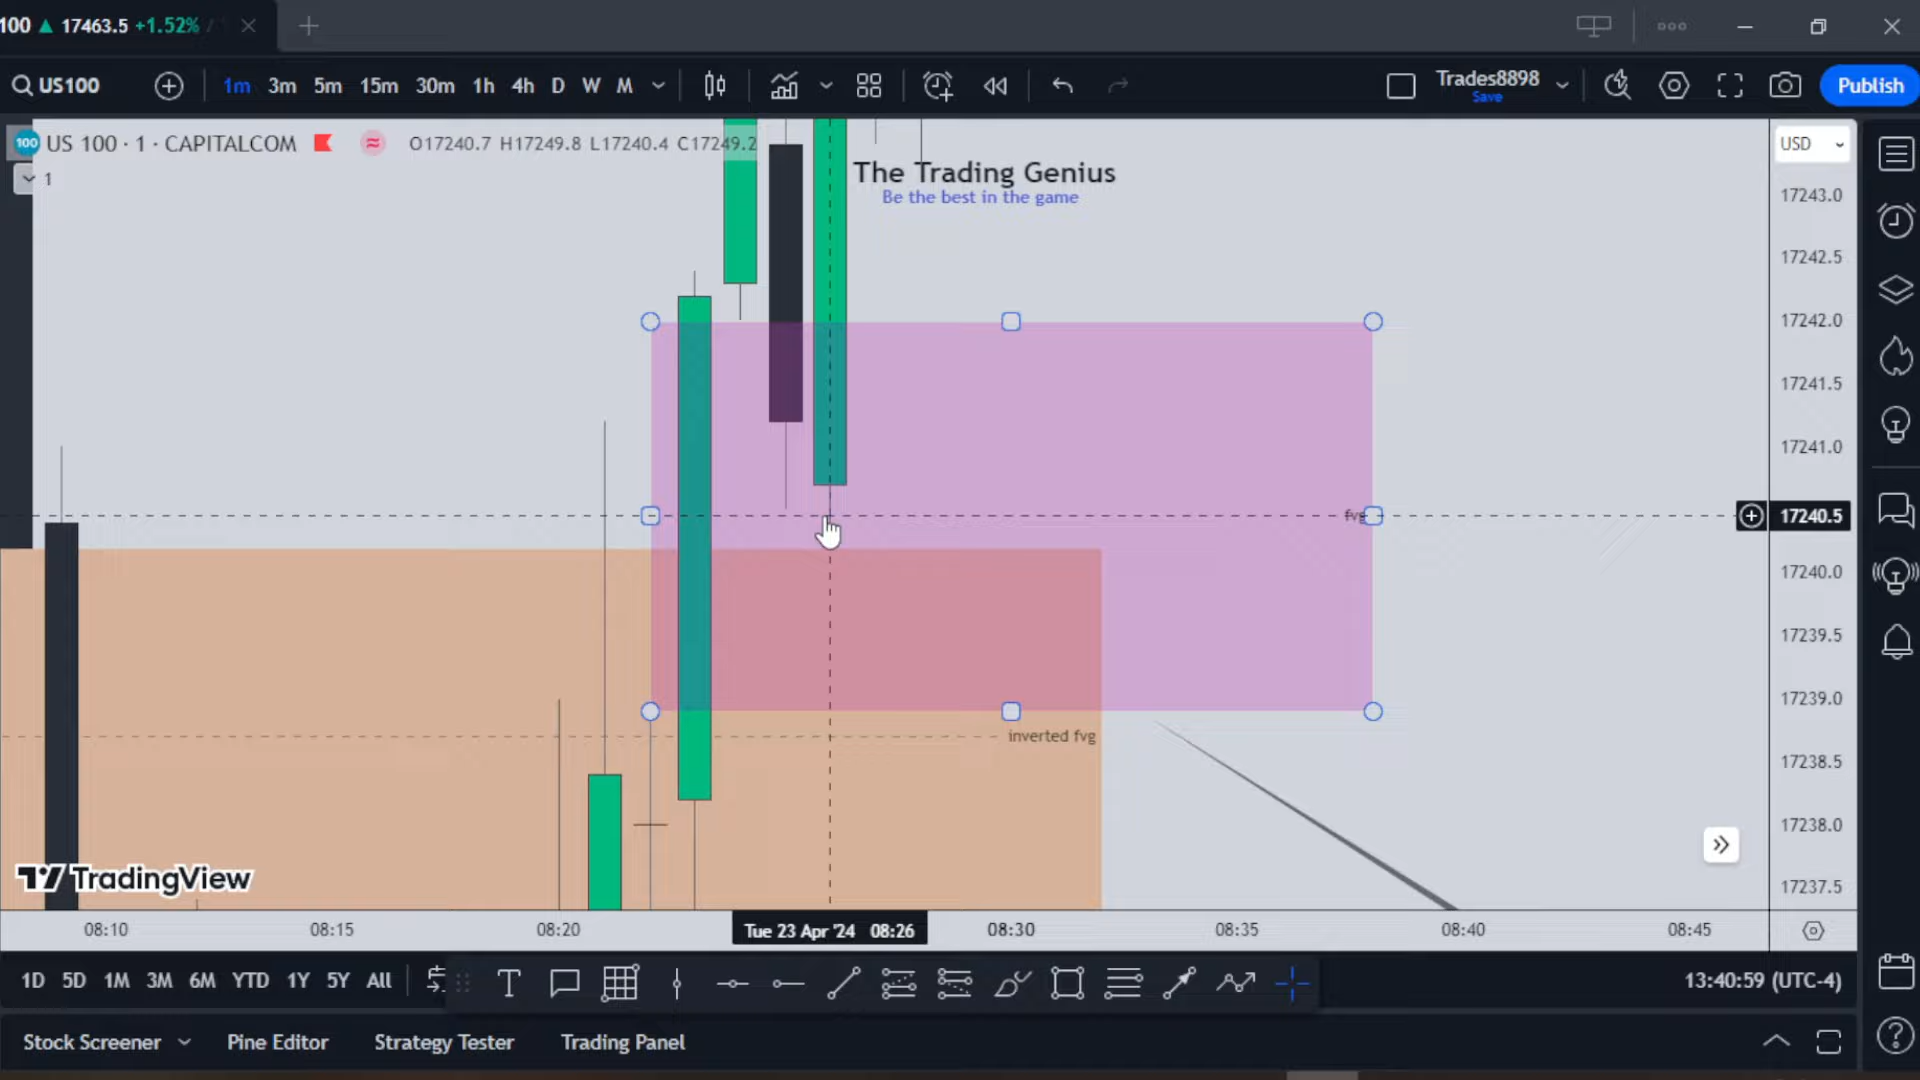 100 ▲ 17463.5 +1.52%
US100 1m 3m 5m 15m 30m 1h 4h D W M Trades8898 Publish
Save
100 US 100 · 1 · CAPITALCOM O17240.7 H17249.8 L17240.4 C17249.2 USD
1
The Trading Genius
Be the best in the game
17243.0
17242.5
17242.0
17241.5
17241.0
fvg 17240.5
17240.0
17239.5
17239.0
inverted fvg
17238.5
17238.0
17237.5
TradingView
08:10 08:15 08:20 Tue 23 Apr '24 08:26 08:30 08:35 08:40 08:45
1D 5D 1M 3M 6M YTD 1Y 5Y All 13:40:59 (UTC-4)
Stock Screener Pine Editor Strategy Tester Trading Panel